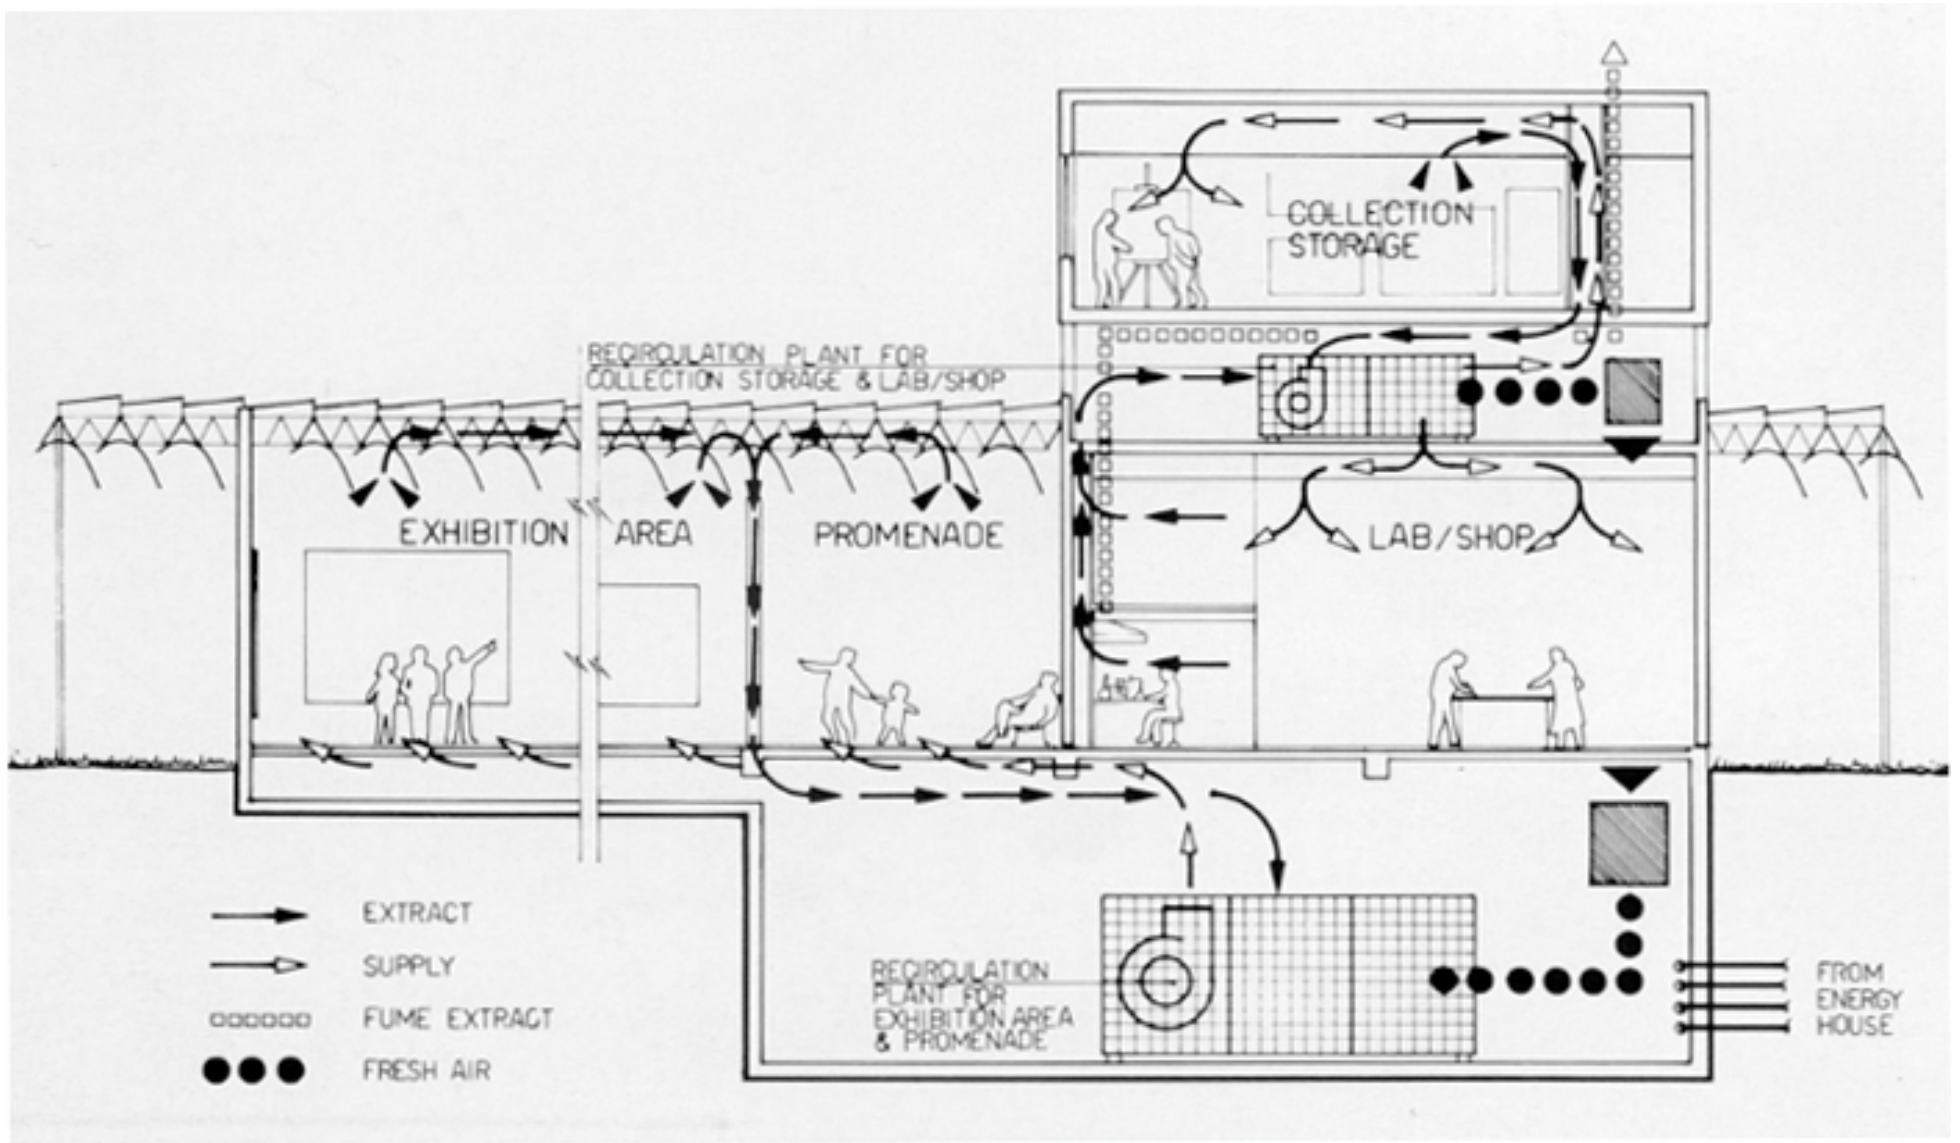 COLLECTION
STORAGE
RECIRCULATION PLANT FOR
COLLECTION STORAGE & LAB/SHOP
EXHIBITION AREA
PROMENADE
LAB/SHOP
EXTRACT
SUPPLY
FUME EXTRACT
FRESH AIR
RECIRCULATION
PLANT FOR
EXHIBITION AREA
& PROMENADE
FROM
ENERGY
HOUSE